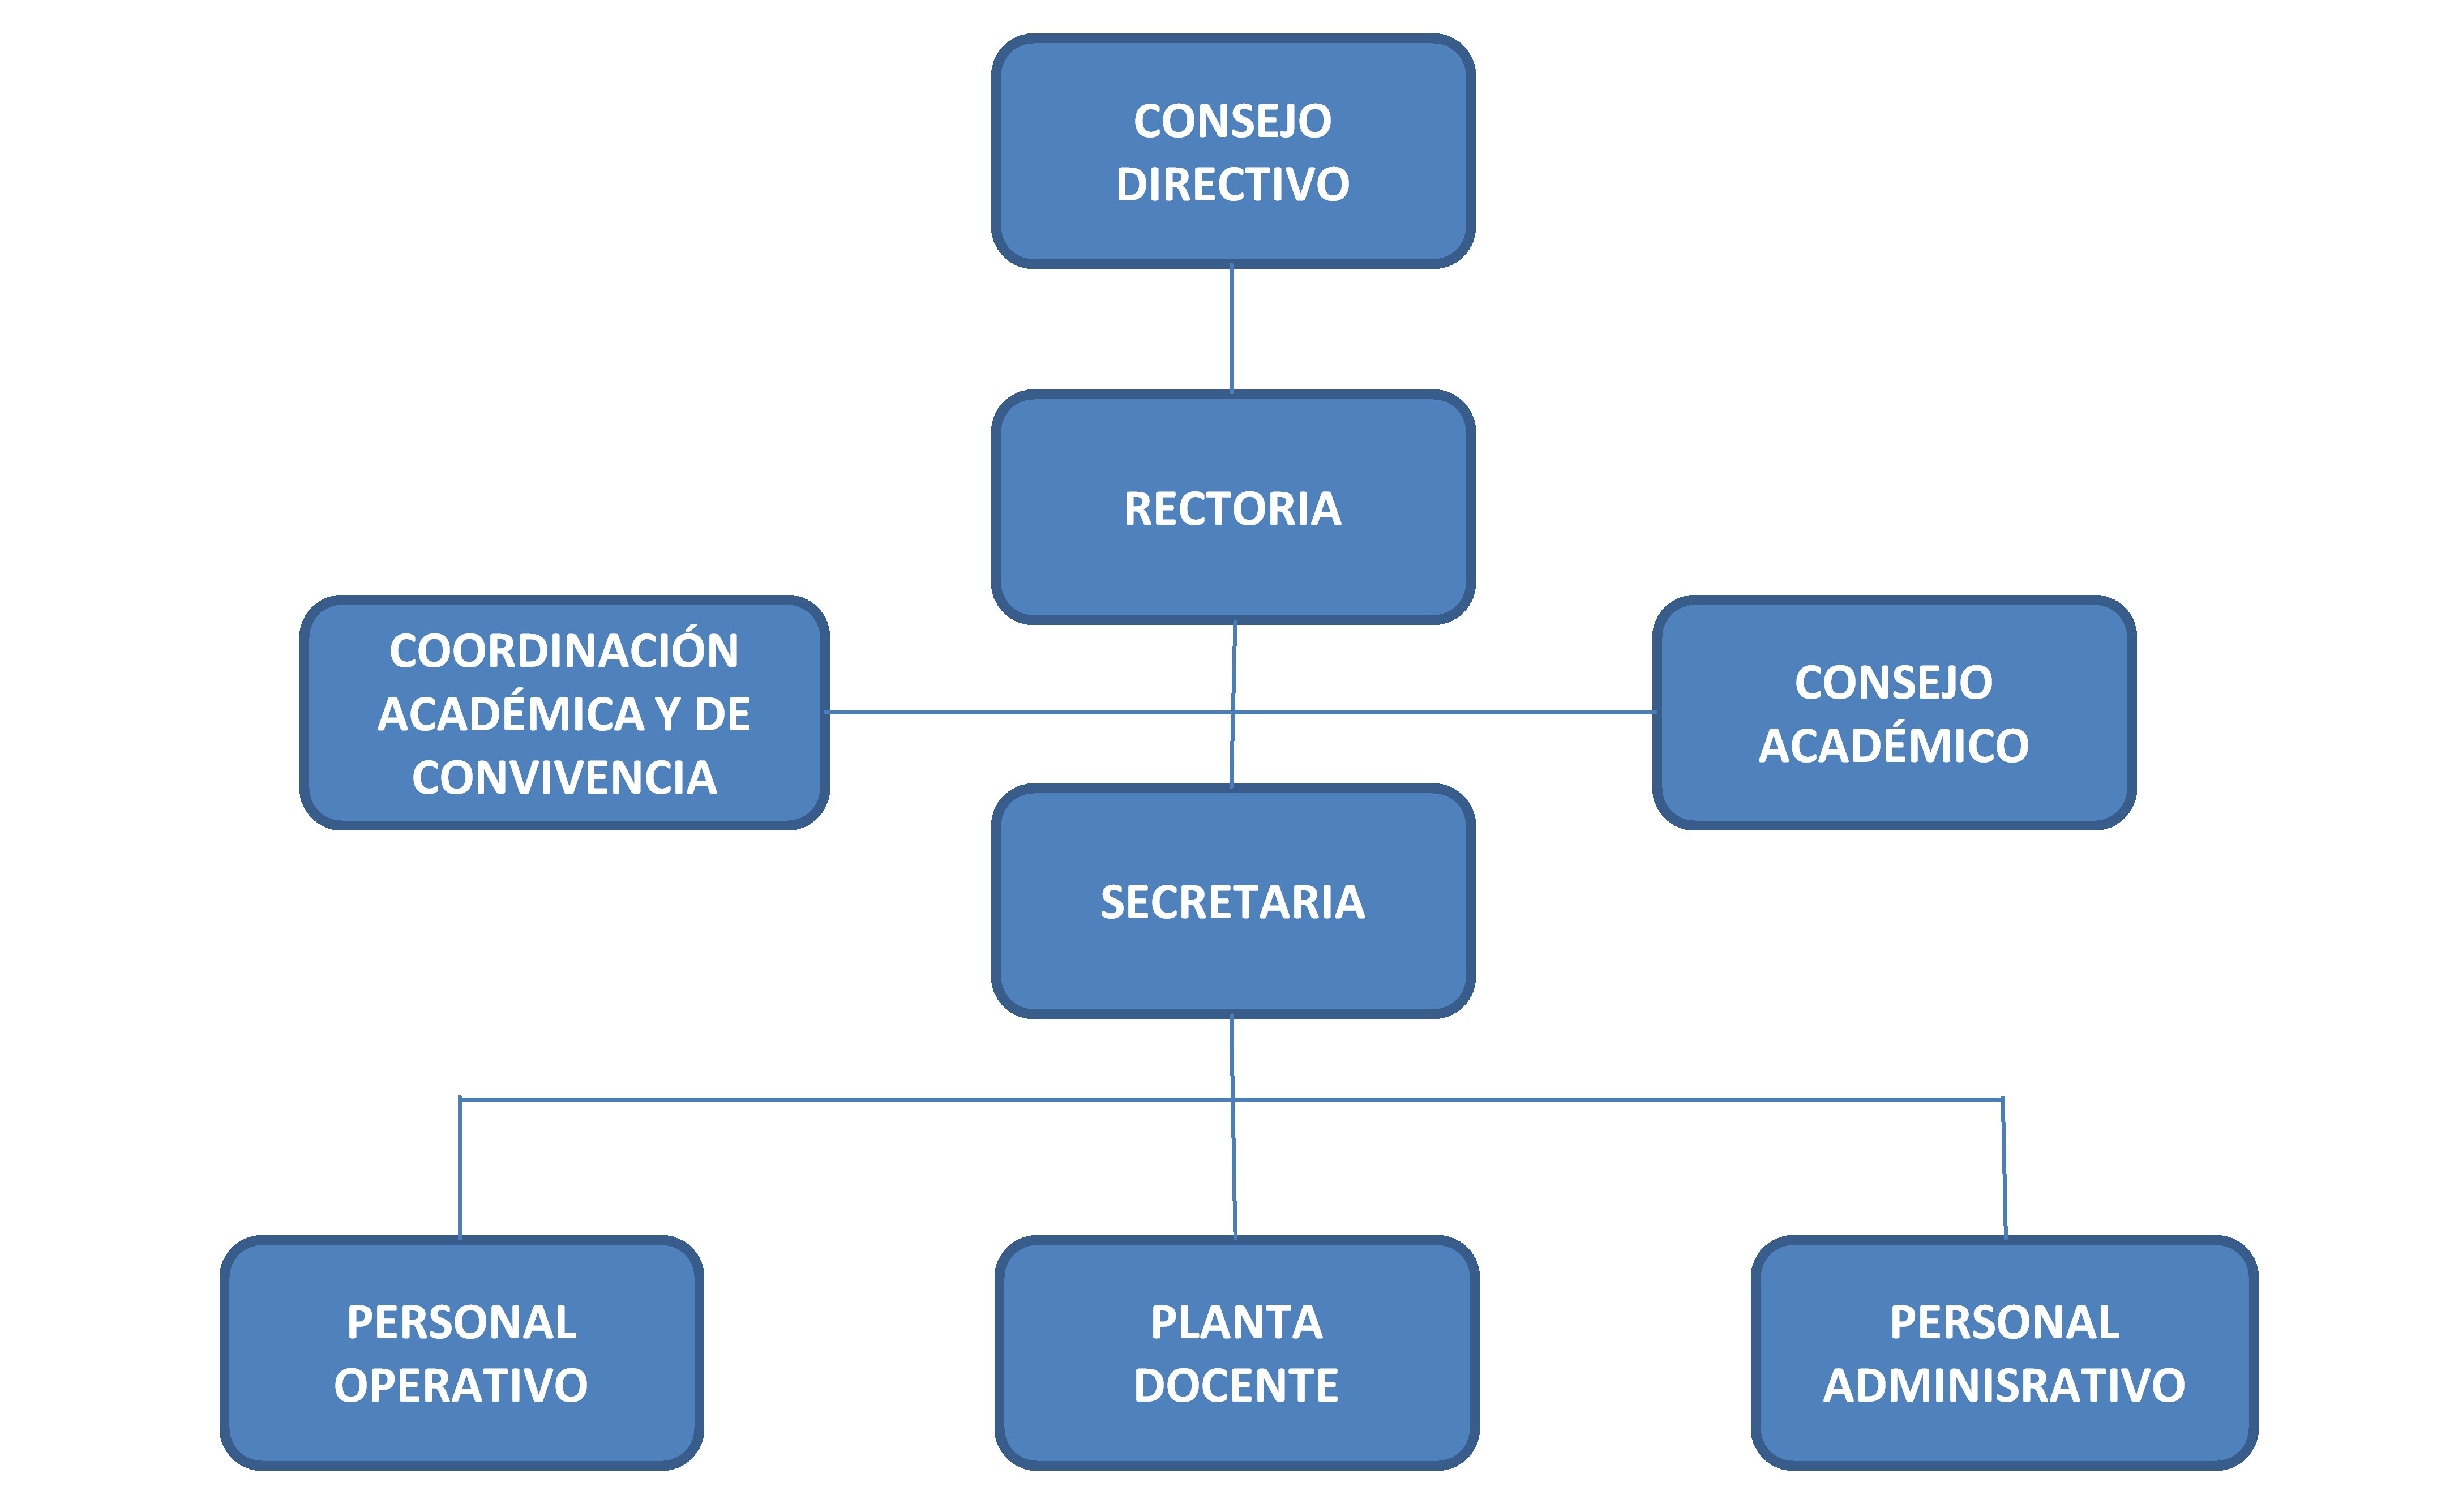 CONSEJO
DIRECTIVO
RECTORIA
COORDINACIÓN
ACADÉMICA Y DE
CONVIVENCIA
CONSEJO
ACADÉMICO
SECRETARIA
PERSONAL
OPERATIVO
PLANTA
DOCENTE
PERSONAL
ADMINISRATIVO